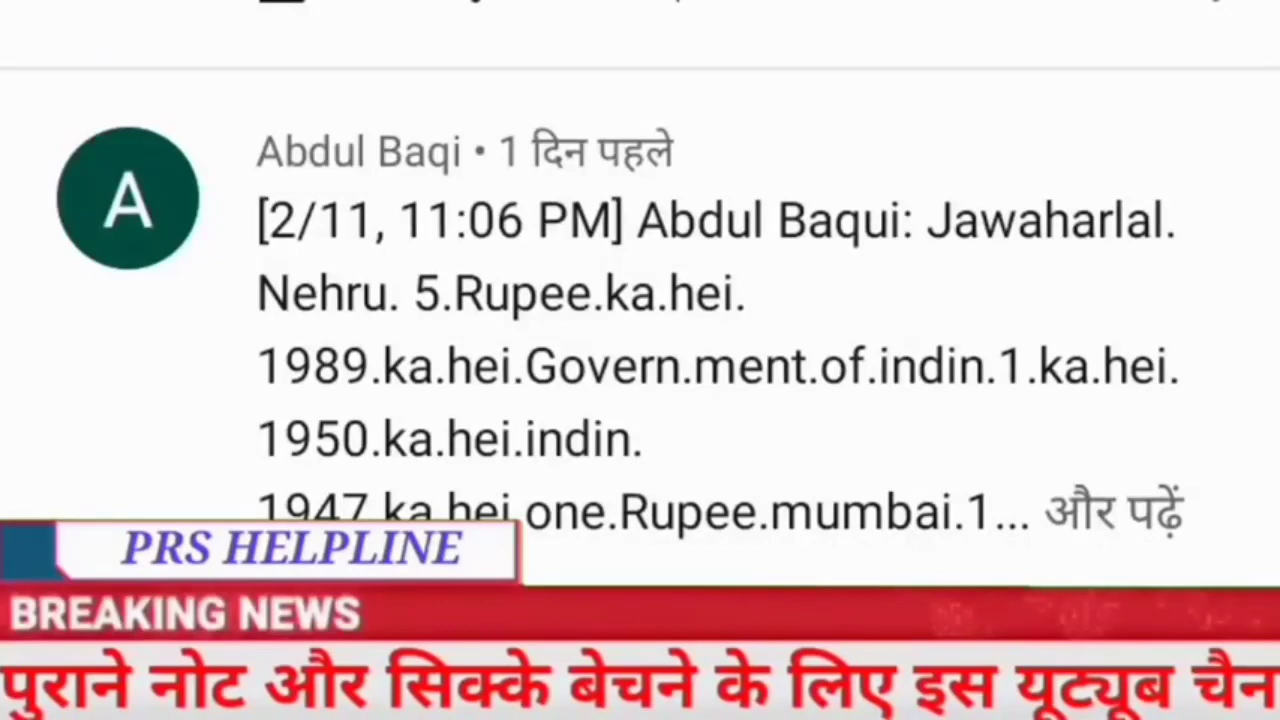 Abdul Baqi • 1 दिन पहले
A
[2/11, 11:06 PM] Abdul Baqui: Jawaharlal.
Nehru. 5.Rupee.ka.hei.
1989.ka.hei.Govern.ment.of.indin.1.ka.hei.
1950.ka.hei.indin.
1947.ka.hei.one.Rupee.mumbai.1... और पढ़ें
PRS HELPLINE
BREAKING NEWS
पुराने नोट और सिक्के बेचने के लिए इस यूट्यूब चैन